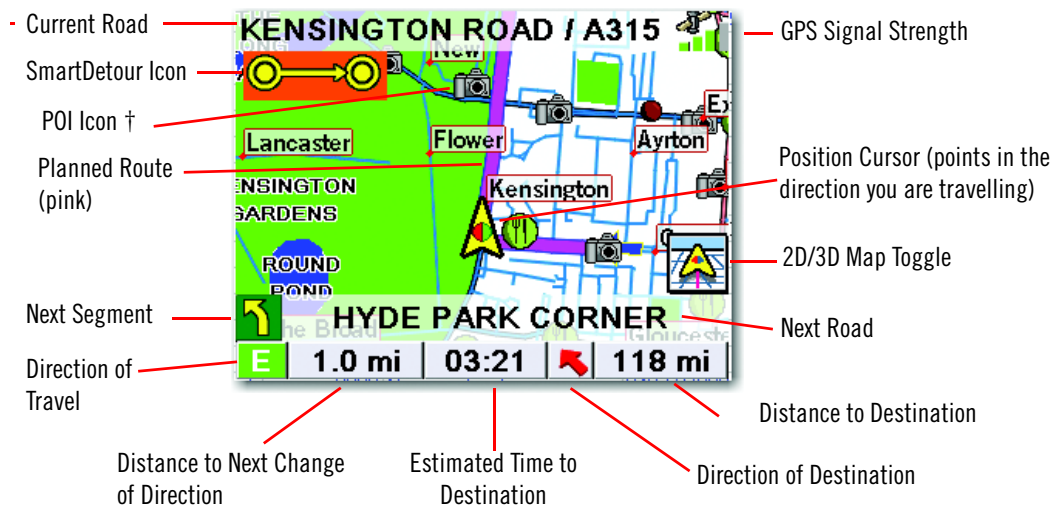 Current Road
KENSINGTON ROAD / A315
GPS Signal Strength
SmartDetour Icon
New
POI Icon †
Ex
Lancaster
Flower
Ayrton
Planned Route
(pink)
Position Cursor (points in the
direction you are travelling)
ENSINGTON
GARDENS
Kensington
ROUND
POND
2D/3D Map Toggle
Next Segment
HYDE PARK CORNER
Next Road
he Broad
Glouceste
Direction of
Travel
E
1.0 mi
03:21
118 mi
Distance to Destination
Distance to Next Change
of Direction
Estimated Time to
Destination
Direction of Destination